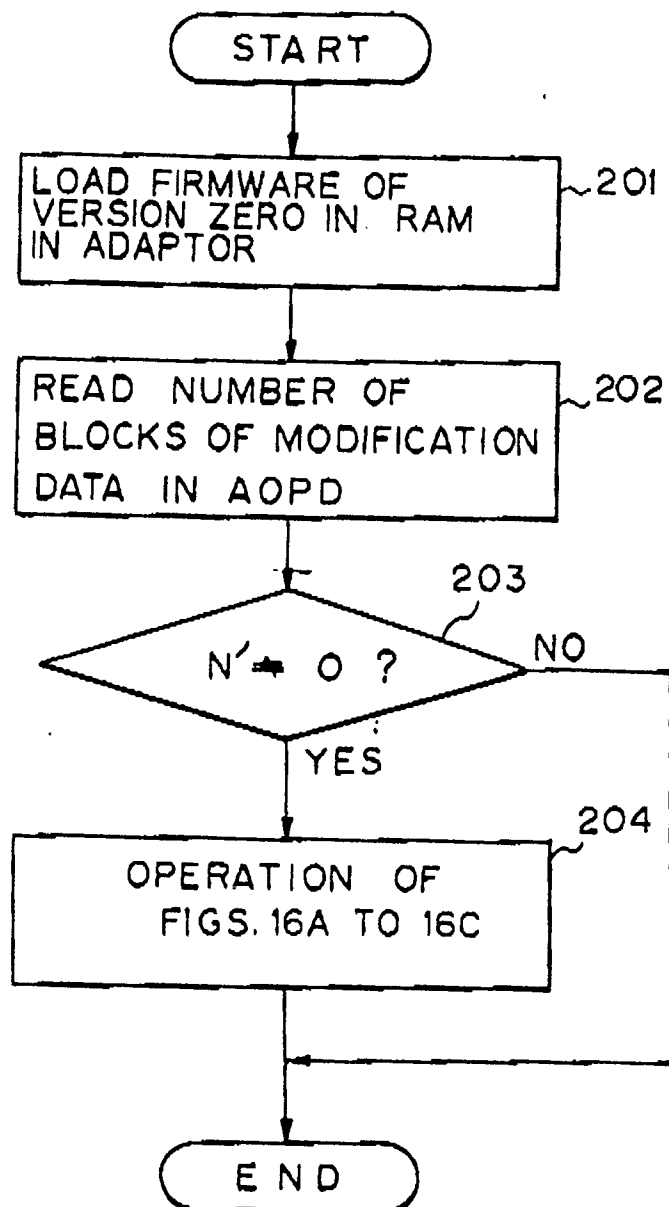 START
LOAD FIRMWARE OF
VERSION ZERO IN RAM
IN ADAPTOR
201
READ NUMBER OF
BLOCKS OF MODIFICATION
DATA IN AOPD
202
203
N' ≠ 0 ?
NO
YES
204
OPERATION OF
FIGS. 16A TO 16C
END